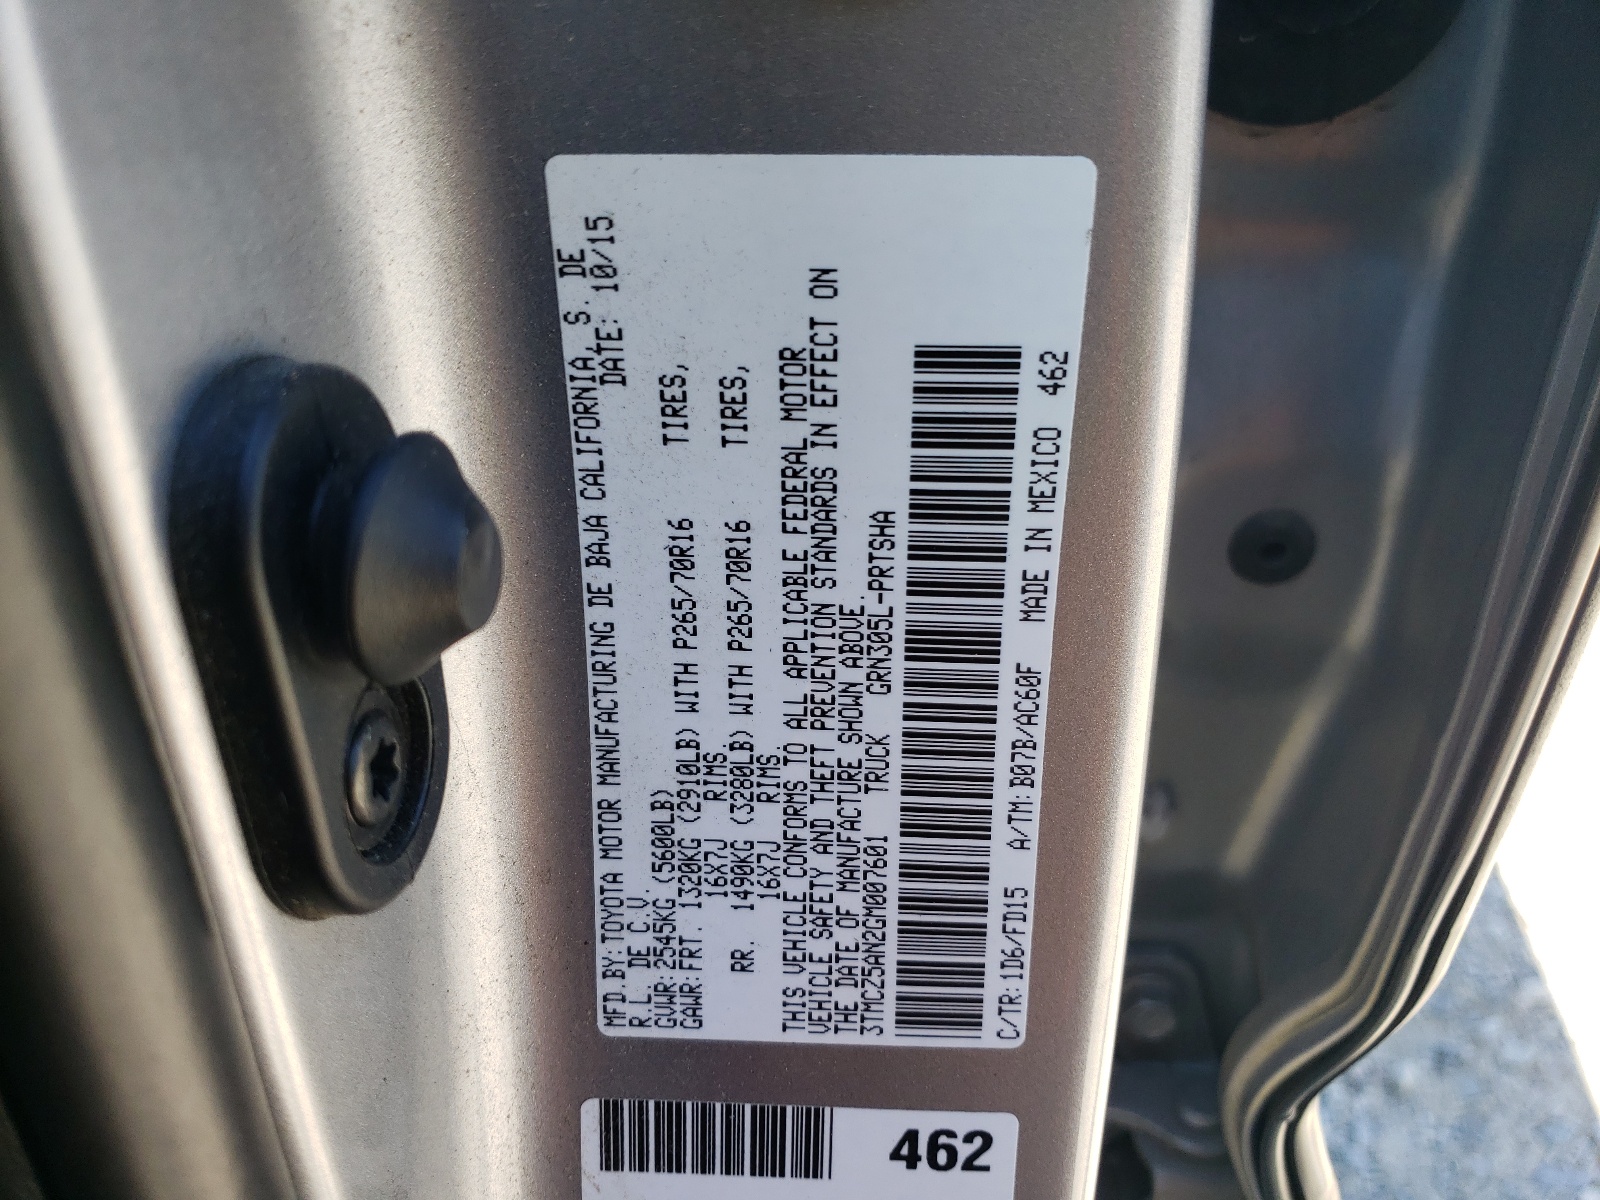 MFD.BY:TOYOTA MOTOR MANUFACTURING DE BAJA CALIFORNIA, S. DE
R.L. DE C.V. DATE: 10/15
GVWR:2545KG (5600LB)
GAWR:FRT. 1320KG (2910LB) WITH P265/70R16 TIRES,
16X7J RIMS.
RR. 1490KG (3280LB) WITH P265/70R16 TIRES,
16X7J RIMS.
THIS VEHICLE CONFORMS TO ALL APPLICABLE FEDERAL MOTOR
VEHICLE SAFETY AND THEFT PREVENTION STANDARDS IN EFFECT ON
THE DATE OF MANUFACTURE SHOWN ABOVE.
3TMCZ5AN2GM007601 TRUCK GRN305L-PRTSHA
C/TR:1D6/FD15 A/TM:B07B/AC60F MADE IN MEXICO 462
462